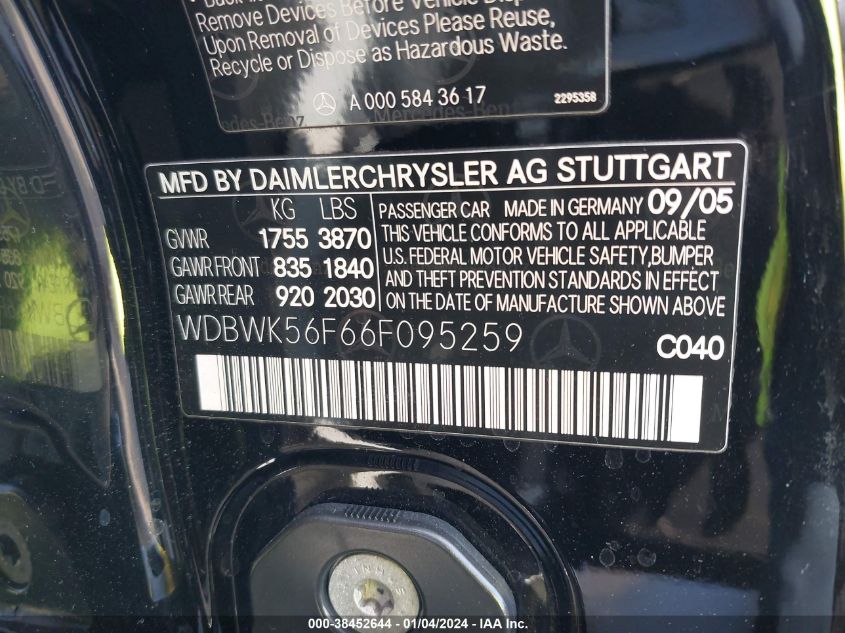 Remove Devices Before Vehicle
Upon Removal of Devices Please Reuse,
Recycle or Dispose as Hazardous Waste.
A 000 584 36 17
2295358
Mercedes-Benz
MFD BY DAIMLERCHRYSLER AG STUTTGART
KG LBS
GVWR 1755 3870
GAWR FRONT 835 1840
GAWR REAR 920 2030
PASSENGER CAR MADE IN GERMANY 09/05
THIS VEHICLE CONFORMS TO ALL APPLICABLE
U.S. FEDERAL MOTOR VEHICLE SAFETY, BUMPER
AND THEFT PREVENTION STANDARDS IN EFFECT
ON THE DATE OF MANUFACTURE SHOWN ABOVE
WDBWK56F66F095259
C040
000-38452644 - 01/04/2024 - IAA Inc.